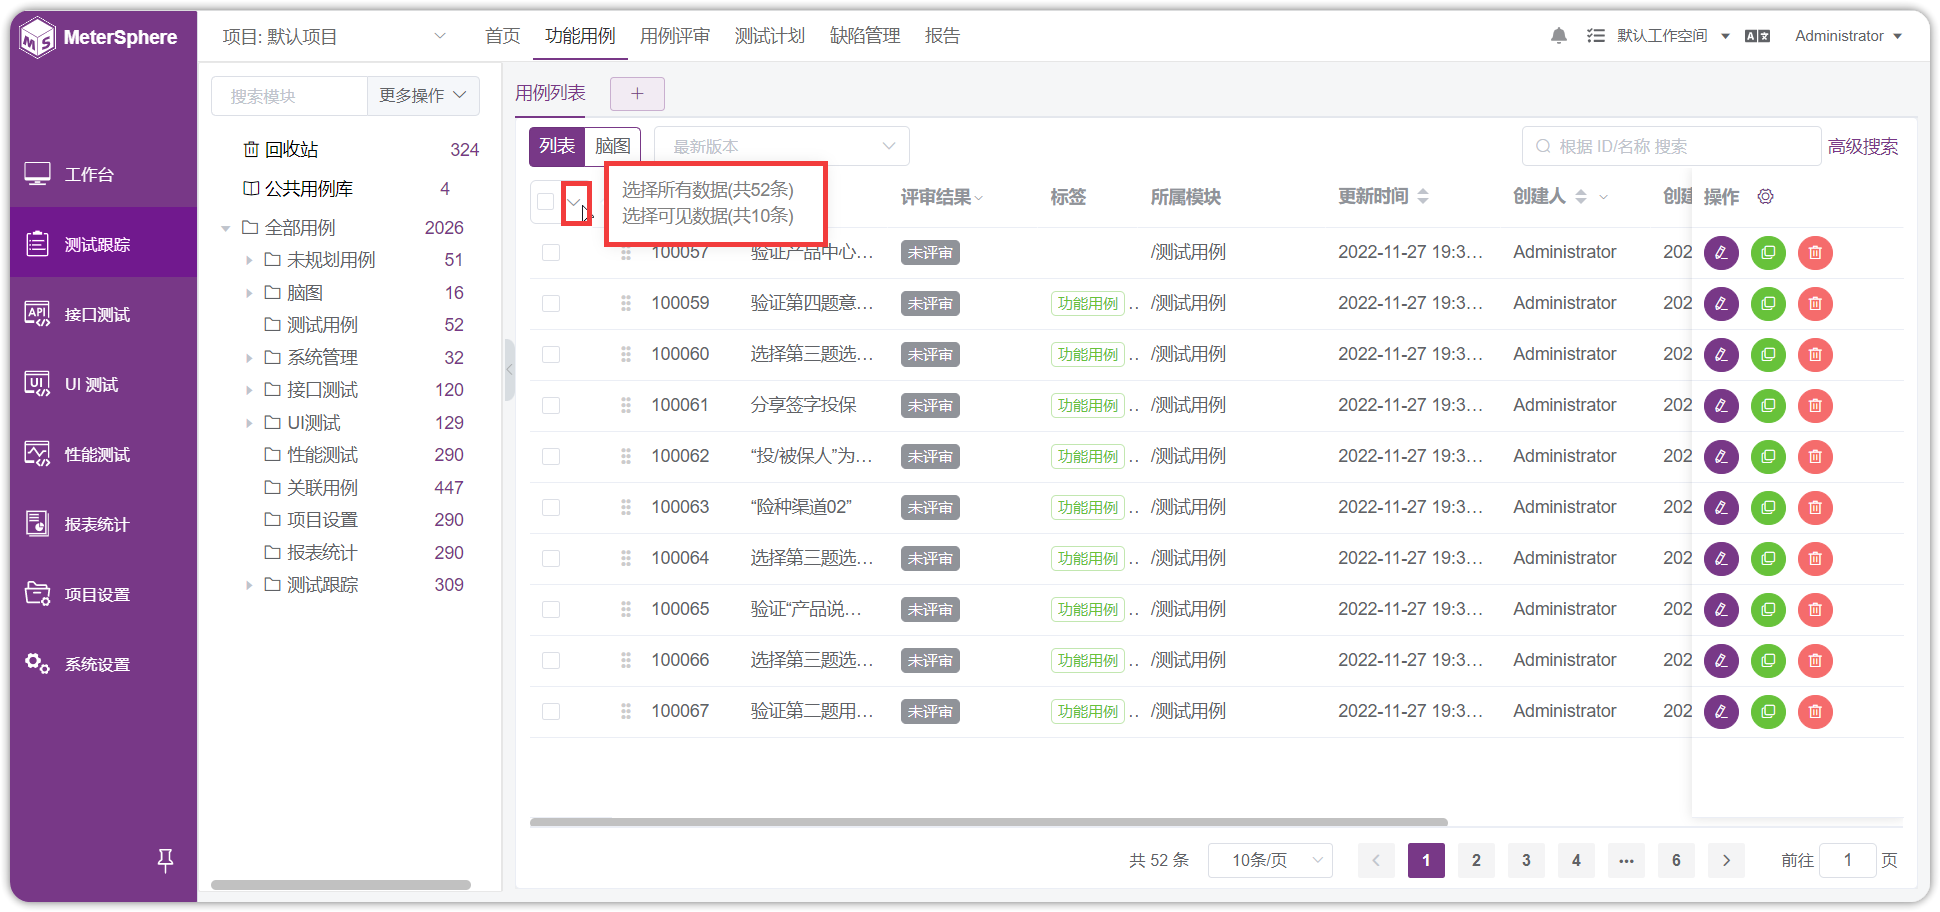 MeterSphere
项目: 默认项目
首页
功能用例
用例评审
测试计划
缺陷管理
报告
默认工作空间
Administrator
工作台
测试跟踪
接口测试
UI 测试
性能测试
报表统计
项目设置
系统设置
搜索模块
更多操作
回收站 324
公共用例库 4
全部用例 2026
未规划用例 51
脑图 16
测试用例 52
系统管理 32
接口测试 120
UI测试 129
性能测试 290
关联用例 447
项目设置 290
报表统计 290
测试跟踪 309
用例列表
+
列表 脑图
最新版本
根据 ID/名称 搜索
高级搜索
选择所有数据(共52条)
选择可见数据(共10条)
评审结果 标签 所属模块 更新时间 创建人 创建 操作
100057 验证产品中心... 未评审 /测试用例 2022-11-27 19:3... Administrator 202
100059 验证第四题意... 未评审 功能用例 .. /测试用例 2022-11-27 19:3... Administrator 202
100060 选择第三题选... 未评审 功能用例 .. /测试用例 2022-11-27 19:3... Administrator 202
100061 分享签字投保 未评审 功能用例 .. /测试用例 2022-11-27 19:3... Administrator 202
100062 “投/被保人”为... 未评审 功能用例 .. /测试用例 2022-11-27 19:3... Administrator 202
100063 “险种渠道02” 未评审 功能用例 .. /测试用例 2022-11-27 19:3... Administrator 202
100064 选择第三题选... 未评审 功能用例 .. /测试用例 2022-11-27 19:3... Administrator 202
100065 验证“产品说... 未评审 功能用例 .. /测试用例 2022-11-27 19:3... Administrator 202
100066 选择第三题选... 未评审 功能用例 .. /测试用例 2022-11-27 19:3... Administrator 202
100067 验证第二题用... 未评审 功能用例 .. /测试用例 2022-11-27 19:3... Administrator 202
共 52 条 10条/页 1 2 3 4 ... 6 前往 1 页